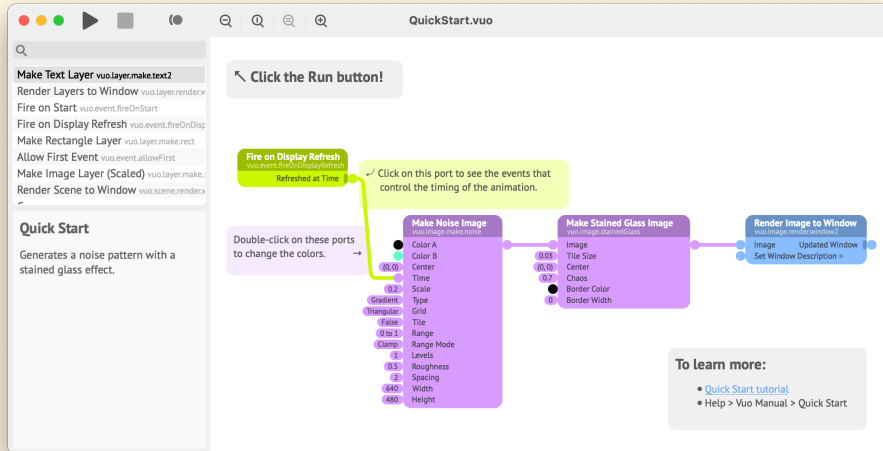 QuickStart.vuo
Make Text Layer vuo.layer.make.text2
Render Layers to Window vuo.layer.render.w
Fire on Start vuo.event.fireOnStart
Fire on Display Refresh vuo.event.fireOnDisp
Make Rectangle Layer vuo.layer.make.rect
Allow First Event vuo.event.allowFirst
Make Image Layer (Scaled) vuo.layer.make.
Render Scene to Window vuo.scene.render.w
Quick Start
Generates a noise pattern with a
stained glass effect.
↖ Click the Run button!
Fire on Display Refresh
vuo.event.fireOnDisplayRefresh
Refreshed at Time
Click on this port to see the events that
control the timing of the animation.
Double-click on these ports
to change the colors. →
Make Noise Image
vuo.image.make.noise
Color A
Color B
(0, 0) Center
Time
0.2 Scale
Gradient Type
Triangular Grid
False Tile
0 to 1 Range
Clamp Range Mode
1 Levels
0.5 Roughness
2 Spacing
640 Width
480 Height
Make Stained Glass Image
vuo.image.stainedGlass
Image
0.03 Tile Size
(0, 0) Center
0.7 Chaos
Border Color
0 Border Width
Render Image to Window
vuo.image.render.window2
Image Updated Window
Set Window Description
To learn more:
• Quick Start tutorial
• Help > Vuo Manual > Quick Start